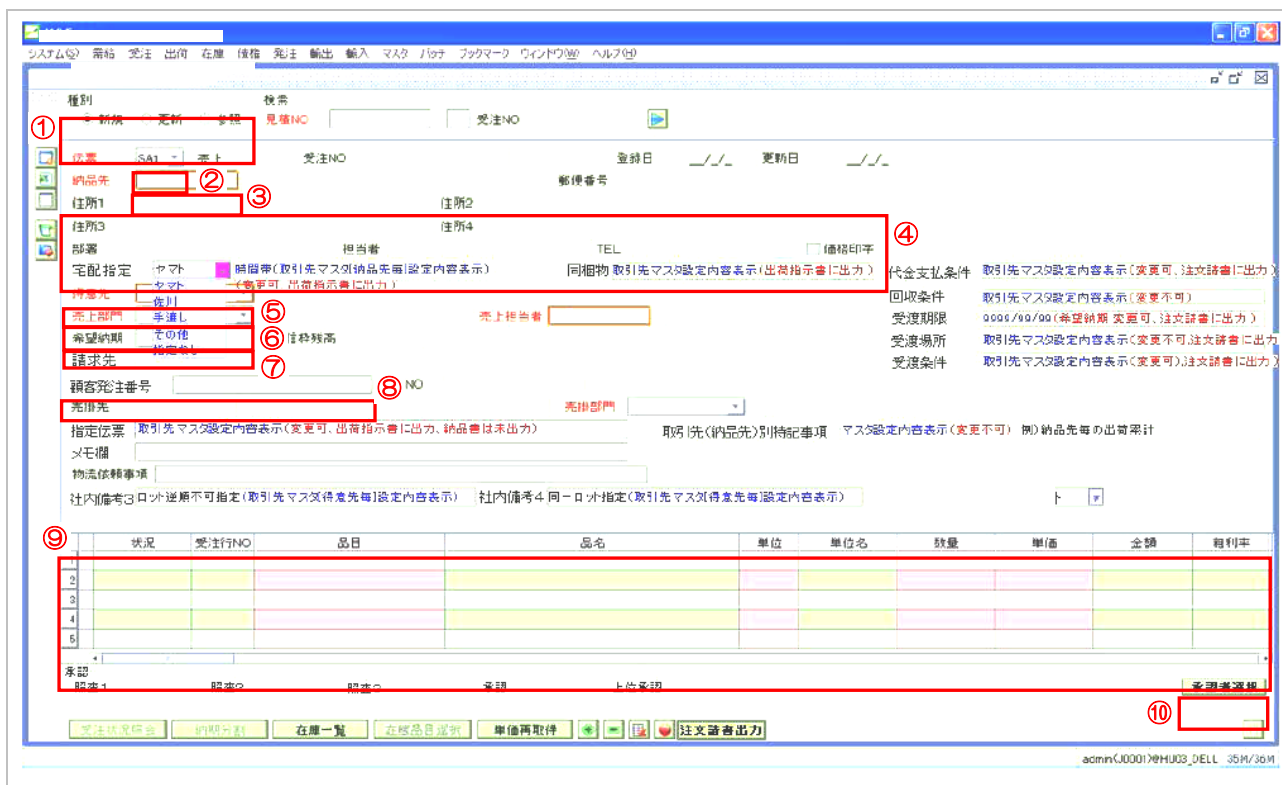 システム(S) 需給 受注 出荷 在庫 債権 発注 輸出 輸入 マスタ バッチ ブックマーク ウィンドウ(W) ヘルプ(H)
種別 検索
新規 更新 参照 見積NO 受注NO
①
伝票 SA1 売上 受注NO 登録日 __/_/_ 更新日 __/_/_
納品先 ② 郵便番号
住所1 ③ 住所2
住所3 住所4 ④
部署 担当者 TEL 価格印字
宅配指定 ヤマト 時間帯(取引先マスタ[納品先毎]設定内容表示) 同梱物 取引先マスタ設定内容表示(出荷指示書に出力) 代金支払条件 取引先マスタ設定内容表示(変更可、注文請書に出力)
得意先 ヤマト (変更可、出荷指示書に出力)
佐川 回収条件 取引先マスタ設定内容表示(変更不可)
売上部門 手渡し ⑤ 売上担当者 受渡期限 9999/99/99(希望納期 変更可、注文請書に出力)
希望納期 その他 ⑥ 信枠残高 受渡場所 取引先マスタ設定内容表示(変更不可,注文請書に出力
指定なし
請求先 ⑦ 受渡条件 取引先マスタ設定内容表示(変更可),注文請書に出力)
顧客発注番号 ⑧ NO
売掛先 売掛部門
指定伝票 取引先マスタ設定内容表示(変更可、出荷指示書に出力、納品書は未出力) 取引先(納品先)別特記事項 マスタ設定内容表示(変更不可) 例)納品先毎の出荷累計
メモ欄
物流依頼事項
社内備考3 ロット逆順不可指定(取引先マスタ[得意先毎]設定内容表示) 社内備考4 同一ロット指定(取引先マスタ[得意先毎]設定内容表示) ト
⑨
状況 受注行NO 品目 品名 単位 単位名 数量 単価 金額 粗利率
1
2
3
4
5
承認
照査1 照査2 照査3 承認 上位承認 承認者選択
⑩
受注状況照会 納期分割 在庫一覧 在庫品目選択 単価再取得 注文請書出力
admin(J0001)@HU03_DELL 35M/36M